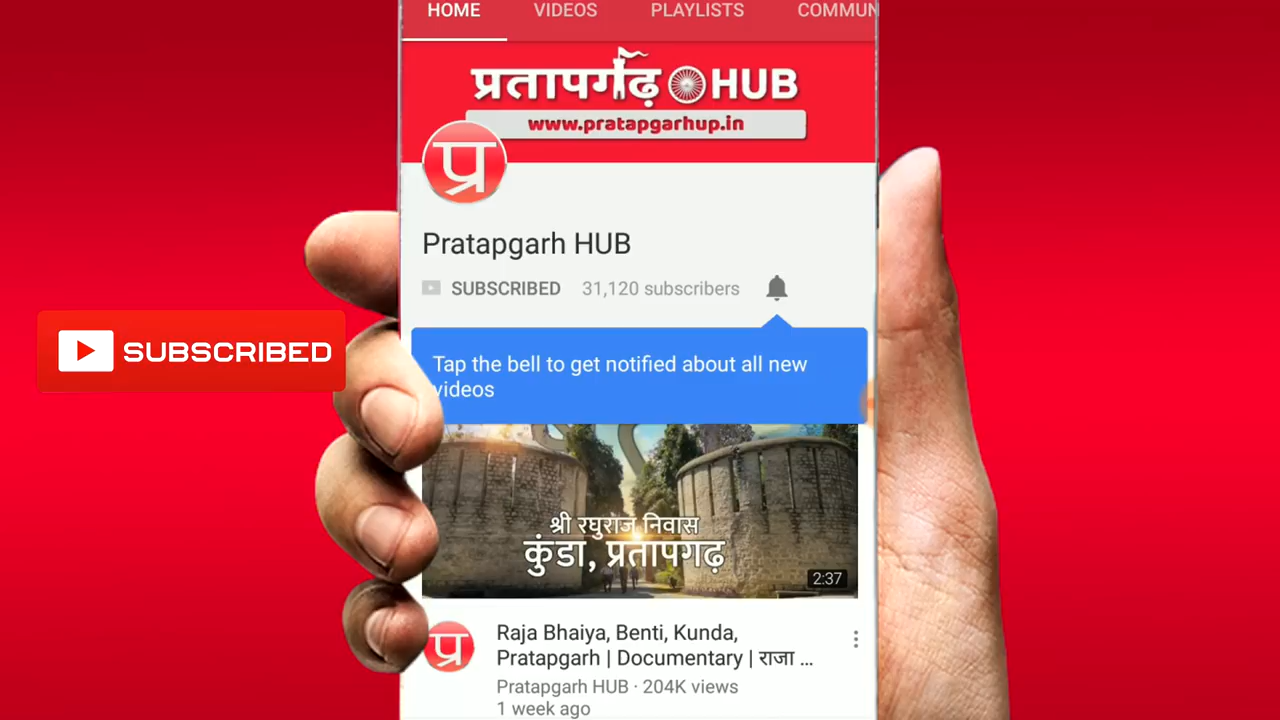 HOME VIDEOS PLAYLISTS COMMUN
प्रतापगढ़ HUB
www.pratapgarhup.in
प्र
Pratapgarh HUB
SUBSCRIBED 31,120 subscribers
SUBSCRIBED
Tap the bell to get notified about all new
videos
श्री रघुराज निवास
कुंडा, प्रतापगढ़
2:37
प्र
Raja Bhaiya, Benti, Kunda,
Pratapgarh | Documentary | राजा ...
Pratapgarh HUB · 204K views
1 week ago